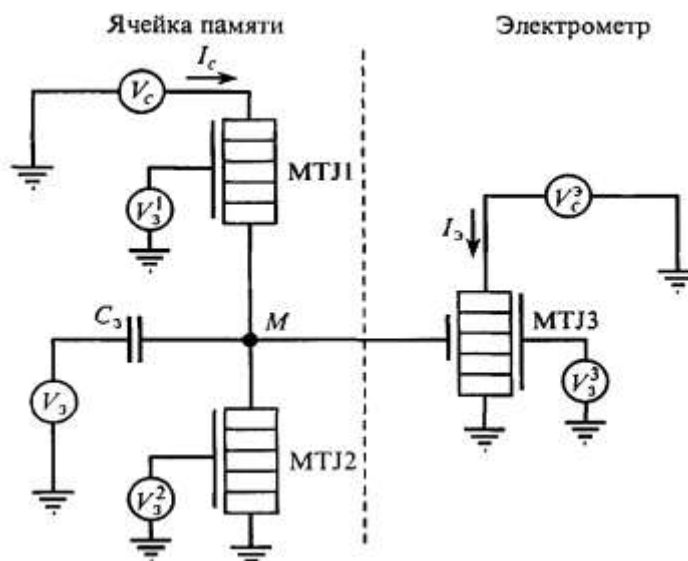 Ячейка памяти
Электрометр
I_c
V_c
MTJ1
V_з^1
V_c^э
I_э
C_з
M
MTJ3
V_з
V_з^3
MTJ2
V_з^2